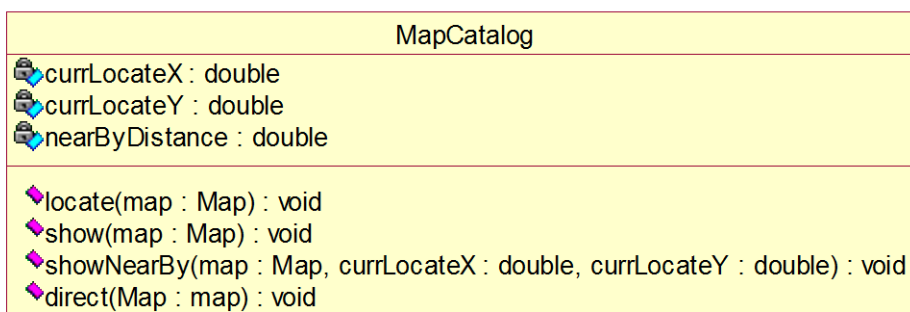 MapCatalog
currLocateX : double
currLocateY : double
nearByDistance : double
locate(map : Map) : void
show(map : Map) : void
showNearBy(map : Map, currLocateX : double, currLocateY : double) : void
direct(Map : map) : void